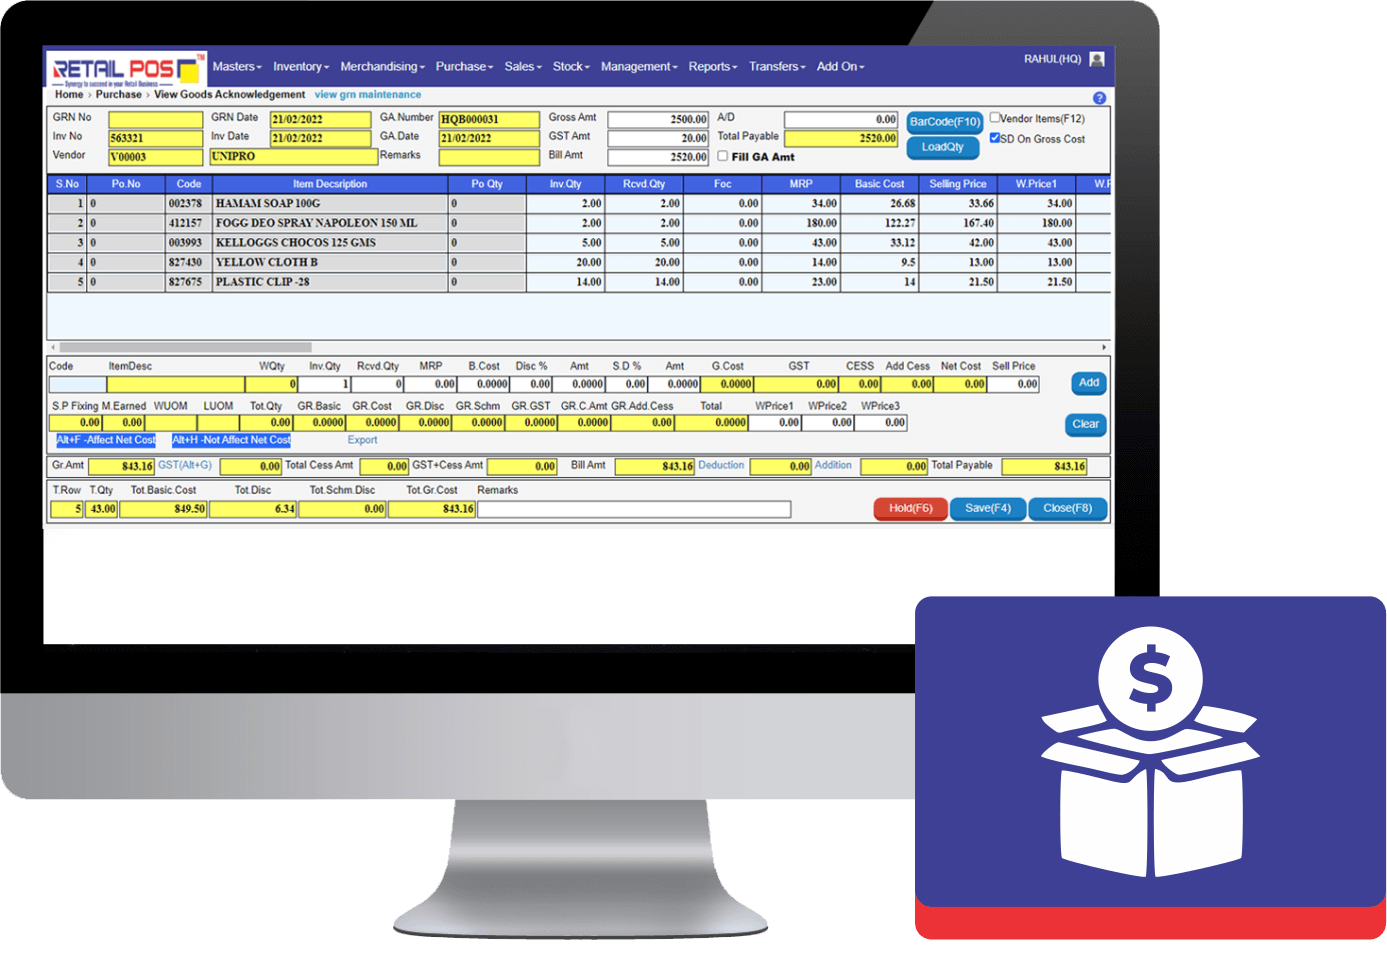 RETAIL POS TM
Synergy to succeed in your Retail Business
Masters Inventory Merchandising Purchase Sales Stock Management Reports Transfers Add On
RAHUL(HQ)
Home › Purchase › View Goods Acknowledgement view grn maintenance ?
GRN No GRN Date 21/02/2022 GA.Number HQB000031 Gross Amt 2500.00 A/D 0.00 BarCode(F10) Vendor Items(F12)
Inv No 563321 Inv Date 21/02/2022 GA.Date 21/02/2022 GST Amt 20.00 Total Payable 2520.00 LoadQty SD On Gross Cost
Vendor V00003 UNIPRO Remarks Bill Amt 2520.00 Fill GA Amt
S.No Po.No Code Item Decsription Po Qty Inv.Qty Rcvd.Qty Foc MRP Basic Cost Selling Price W.Price1 W.P
1 0 002378 HAMAM SOAP 100G 0 2.00 2.00 0.00 34.00 26.68 33.66 34.00
2 0 412157 FOGG DEO SPRAY NAPOLEON 150 ML 0 2.00 2.00 0.00 180.00 122.27 167.40 180.00
3 0 003993 KELLOGGS CHOCOS 125 GMS 0 5.00 5.00 0.00 43.00 33.12 42.00 43.00
4 0 827430 YELLOW CLOTH B 0 20.00 20.00 0.00 14.00 9.5 13.00 13.00
5 0 827675 PLASTIC CLIP -28 0 14.00 14.00 0.00 23.00 14 21.50 21.50
Code ItemDesc WQty Inv.Qty Rcvd.Qty MRP B.Cost Disc % Amt S.D % Amt G.Cost GST CESS Add Cess Net Cost Sell Price
0 1 0 0.00 0.0000 0.00 0.0000 0.00 0.0000 0.0000 0.00 0.00 0.00 0.00 0.00 Add
S.P Fixing M.Earned WUOM LUOM Tot.Qty GR.Basic GR.Cost GR.Disc GR.Schm GR.GST GR.C.Amt GR.Add.Cess Total WPrice1 WPrice2 WPrice3
0.00 0.00 0.00 0.0000 0.0000 0.0000 0.0000 0.0000 0.0000 0.00 0.0000 0.00 0.00 0.00 Clear
Alt+F -Affect Net Cost Alt+H -Not Affect Net Cost Export
Gr.Amt 843.16 GST(Alt+G) 0.00 Total Cess Amt 0.00 GST+Cess Amt 0.00 Bill Amt 843.16 Deduction 0.00 Addition 0.00 Total Payable 843.16
T.Row T.Qty Tot.Basic.Cost Tot.Disc Tot.Schm.Disc Tot.Gr.Cost Remarks
5 43.00 849.50 6.34 0.00 843.16 Hold(F6) Save(F4) Close(F8)
$